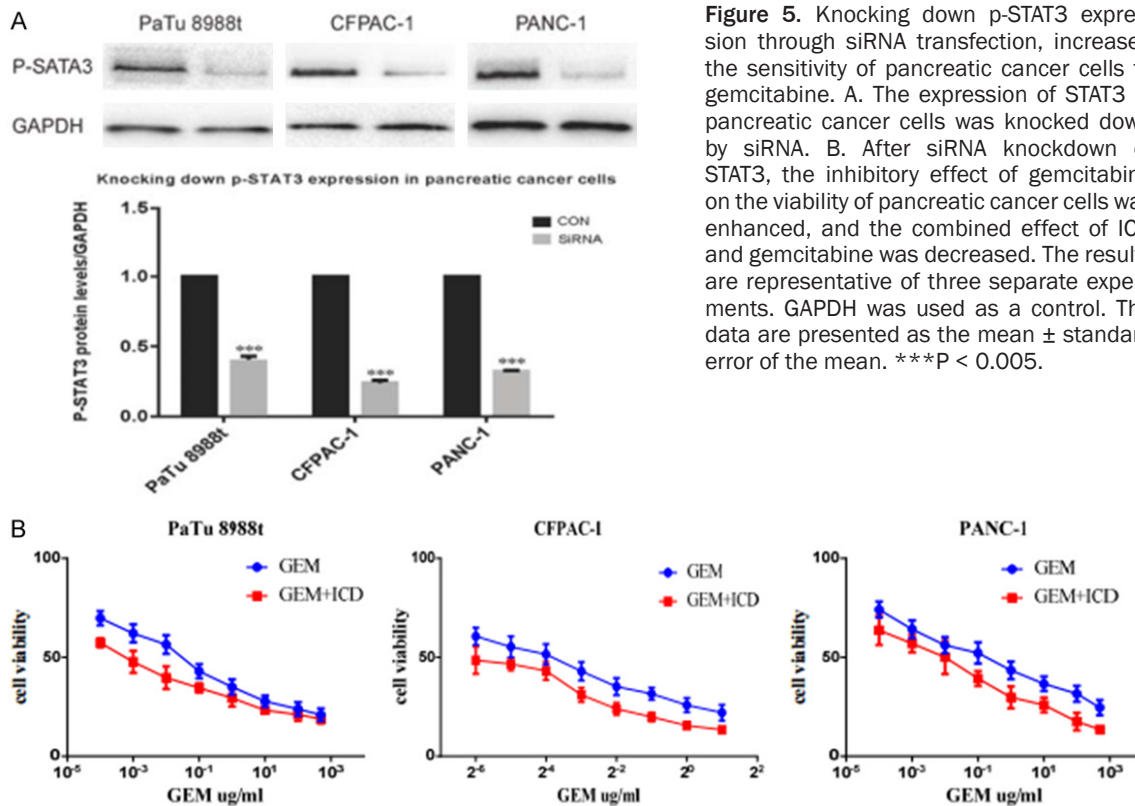 A
PaTu 8988t CFPAC-1 PANC-1
P-SATA3
GAPDH
Knocking down p-STAT3 expression in pancreatic cancer cells
P-STAT3 protein levels/GAPDH
1.5
1.0
0.5
0.0
CON
SiRNA
*** *** ***
PaTu 8988t CFPAC-1 PANC-1
Figure 5. Knocking down p-STAT3 expre
sion through siRNA transfection, increase
the sensitivity of pancreatic cancer cells t
gemcitabine. A. The expression of STAT3
pancreatic cancer cells was knocked dow
by siRNA. B. After siRNA knockdown
STAT3, the inhibitory effect of gemcitabin
on the viability of pancreatic cancer cells wa
enhanced, and the combined effect of IC
and gemcitabine was decreased. The result
are representative of three separate exper
ments. GAPDH was used as a control. Th
data are presented as the mean ± standar
error of the mean. ***P < 0.005.
B
PaTu 8988t
cell viability
100
50
0
GEM
GEM+ICD
10⁻⁵ 10⁻³ 10⁻¹ 10¹ 10³
GEM ug/ml
CFPAC-1
cell viability
100
50
0
GEM
GEM+ICD
2⁻⁶ 2⁻⁴ 2⁻² 2⁰ 2²
GEM ug/ml
PANC-1
cell viability
100
50
0
GEM
GEM+ICD
10⁻⁵ 10⁻³ 10⁻¹ 10¹ 10³
GEM ug/ml